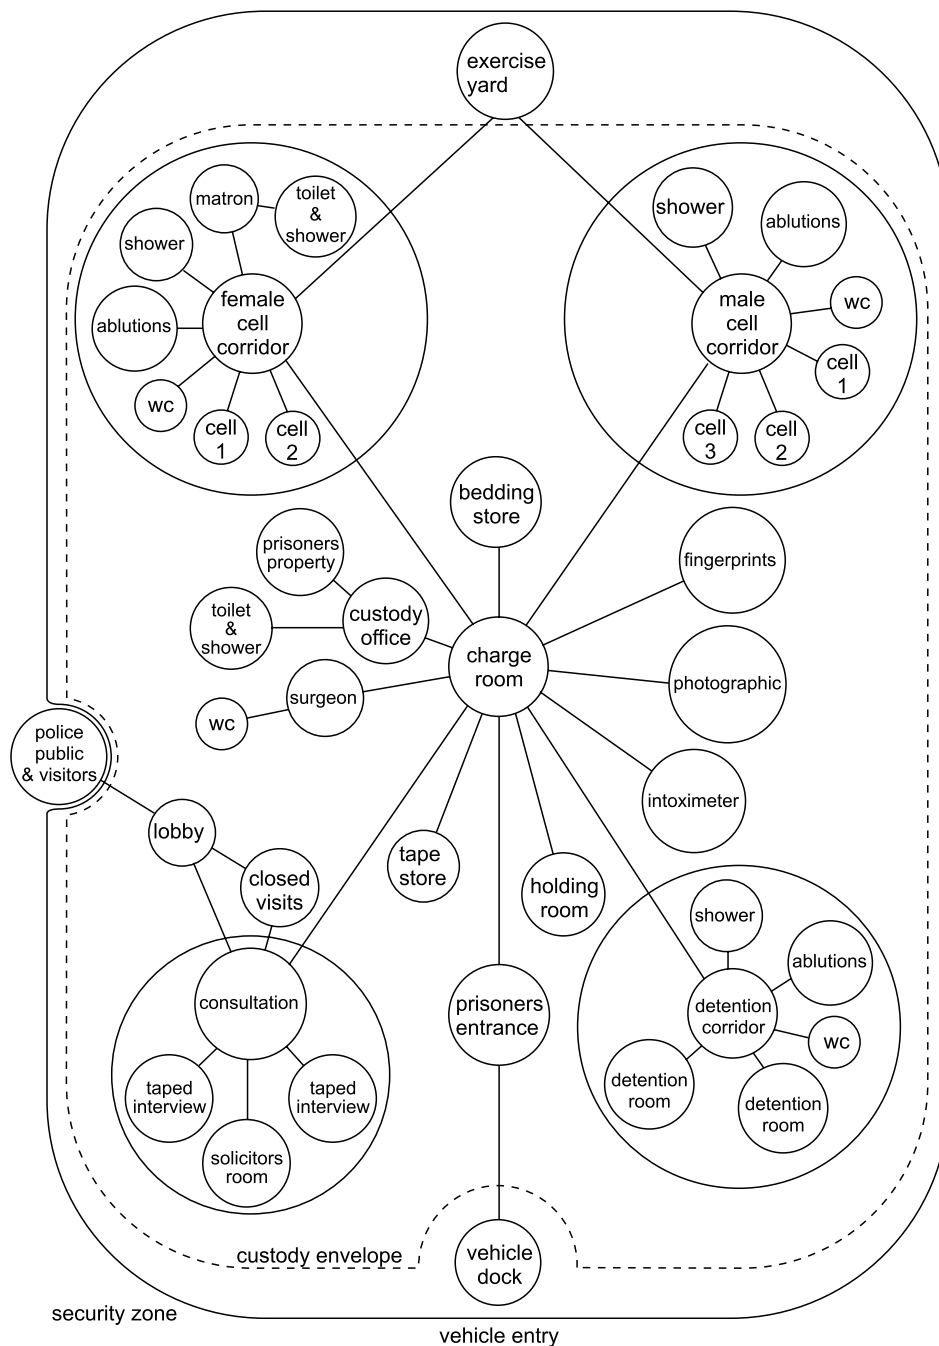 exercise
yard
matron
toilet
&
shower
shower
female
cell
corridor
ablutions
wc
cell
1
cell
2
shower
ablutions
male
cell
corridor
wc
cell
1
cell
3
cell
2
bedding
store
prisoners
property
toilet
&
shower
custody
office
fingerprints
charge
room
surgeon
wc
photographic
police
public
& visitors
intoximeter
lobby
closed
visits
tape
store
holding
room
consultation
taped
interview
taped
interview
solicitors
room
prisoners
entrance
shower
ablutions
detention
corridor
wc
detention
room
detention
room
custody envelope
vehicle
dock
security zone
vehicle entry